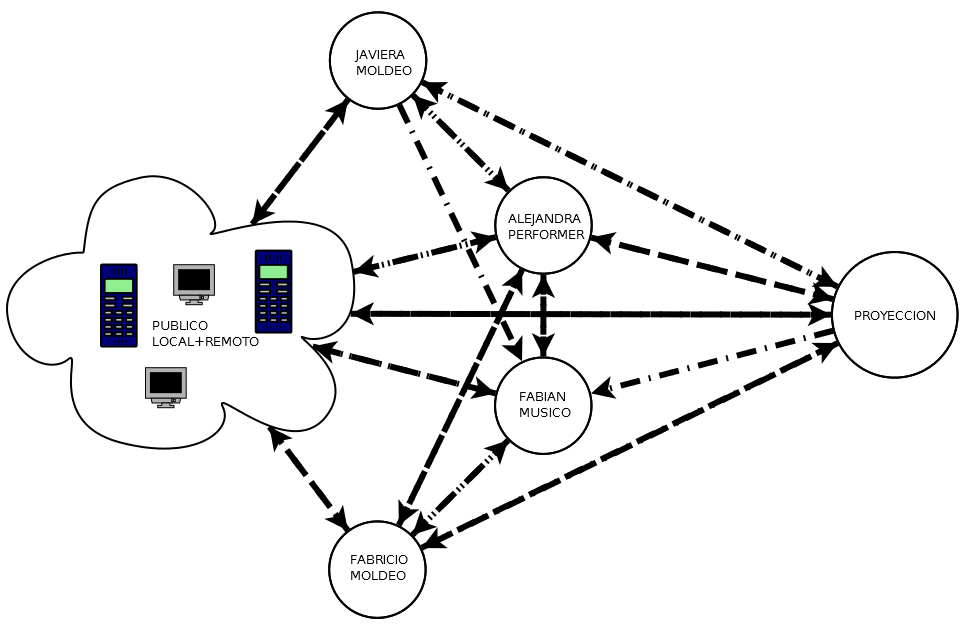 JAVIERA
MOLDEO
ALEJANDRA
PERFORMER
PUBLICO
LOCAL+REMOTO
PROYECCION
FABIAN
MUSICO
FABRICIO
MOLDEO